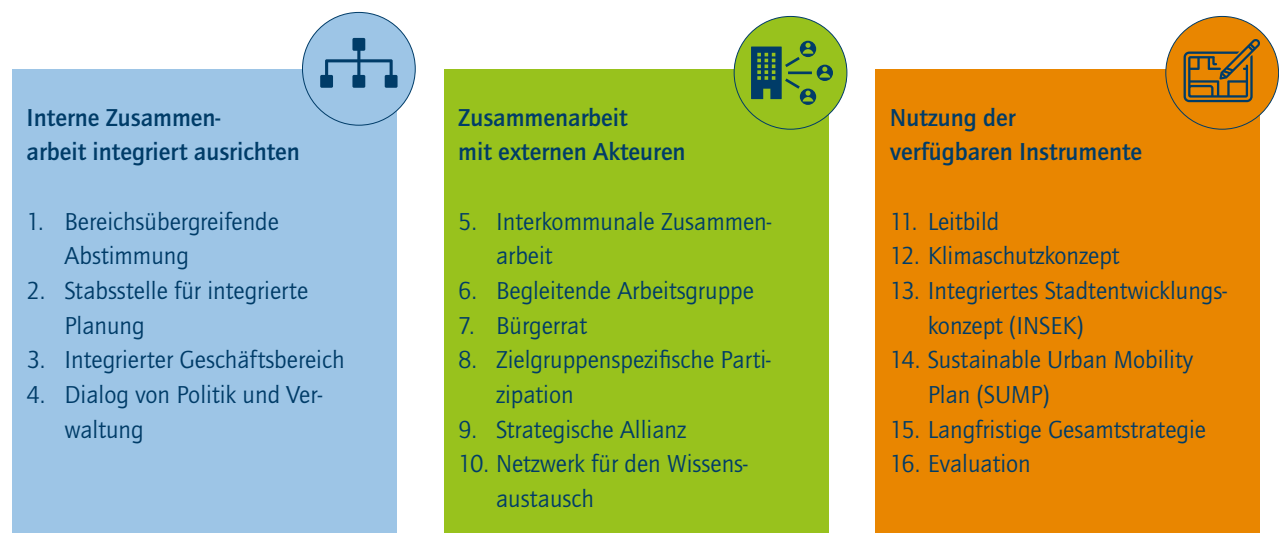 Interne Zusammen-
arbeit integriert ausrichten
1. Bereichsübergreifende
Abstimmung
2. Stabsstelle für integrierte
Planung
3. Integrierter Geschäftsbereich
4. Dialog von Politik und Ver-
waltung
Zusammenarbeit
mit externen Akteuren
5. Interkommunale Zusammen-
arbeit
6. Begleitende Arbeitsgruppe
7. Bürgerrat
8. Zielgruppenspezifische Parti-
zipation
9. Strategische Allianz
10. Netzwerk für den Wissens-
austausch
Nutzung der
verfügbaren Instrumente
11. Leitbild
12. Klimaschutzkonzept
13. Integriertes Stadtentwicklungs-
konzept (INSEK)
14. Sustainable Urban Mobility
Plan (SUMP)
15. Langfristige Gesamtstrategie
16. Evaluation